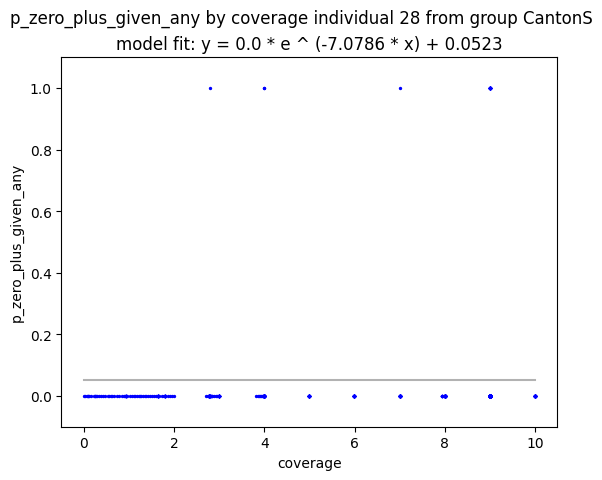 p_zero_plus_given_any by coverage individual 28 from group CantonS
model fit: y = 0.0 * e ^ (-7.0786 * x) + 0.0523
1.0
0.8
0.6
0.4
0.2
0.0
p_zero_plus_given_any
0 2 4 6 8 10
coverage